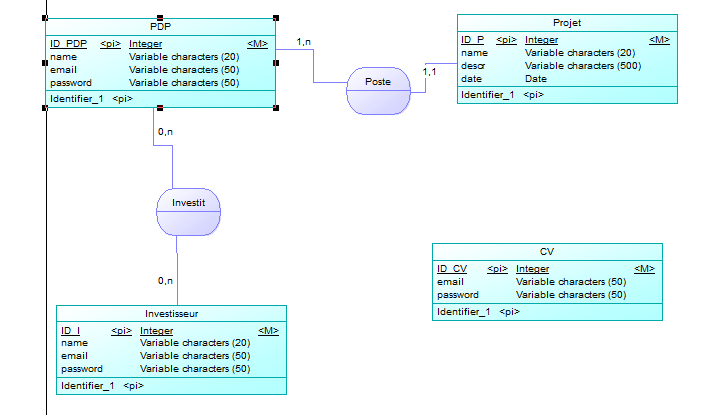 PDP
ID_PDP <pi> Integer <M>
name Variable characters (20)
email Variable characters (50)
password Variable characters (50)
Identifier_1 <pi>
1,n
Poste
1,1
Projet
ID_P <pi> Integer <M>
name Variable characters (20)
descr Variable characters (500)
date Date
Identifier_1 <pi>
0,n
Investit
0,n
CV
ID_CV <pi> Integer <M>
email Variable characters (50)
password Variable characters (50)
Identifier_1 <pi>
Investisseur
ID_I <pi> Integer <M>
name Variable characters (20)
email Variable characters (50)
password Variable characters (50)
Identifier_1 <pi>